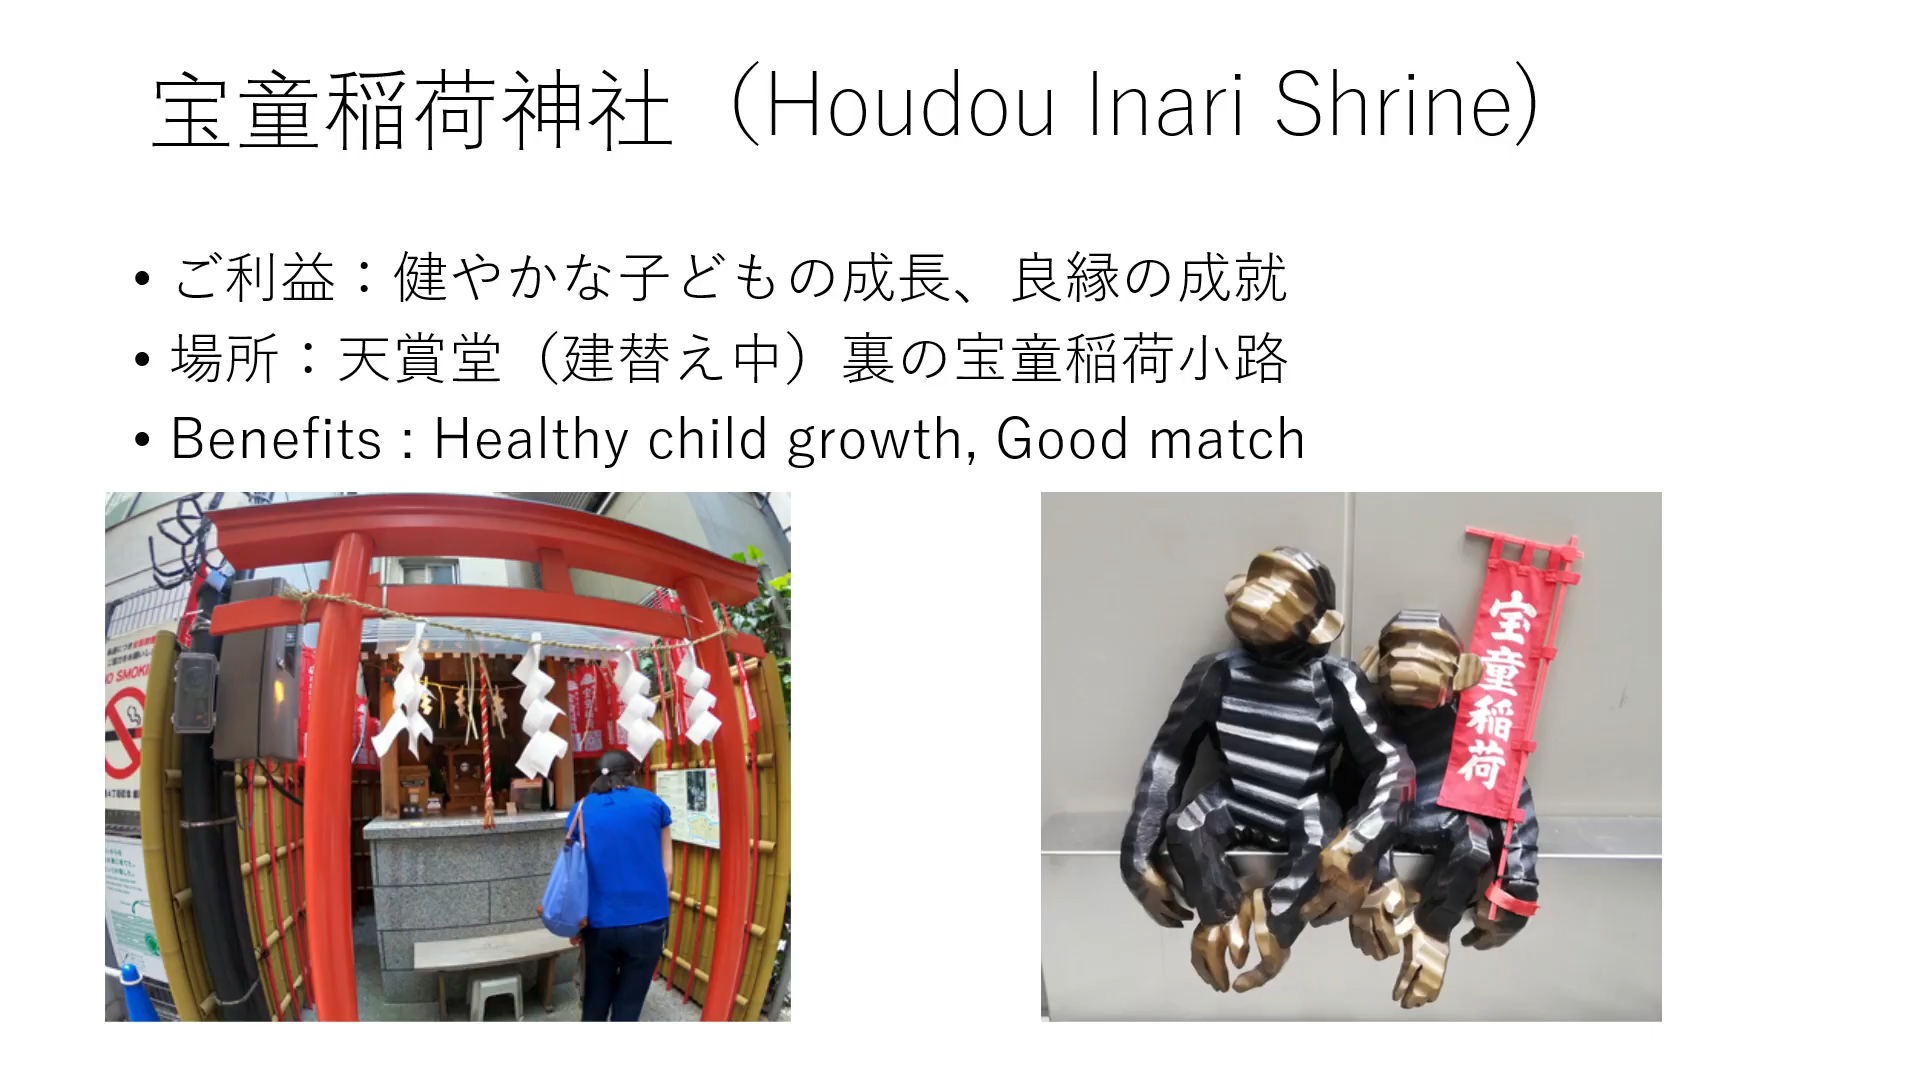 宝童稲荷神社（Houdou Inari Shrine)
• ご利益：健やかな子どもの成長、良縁の成就
• 場所：天賞堂（建替え中）裏の宝童稲荷小路
• Benefits : Healthy child growth, Good match
NO SMOKI
宝童稲荷